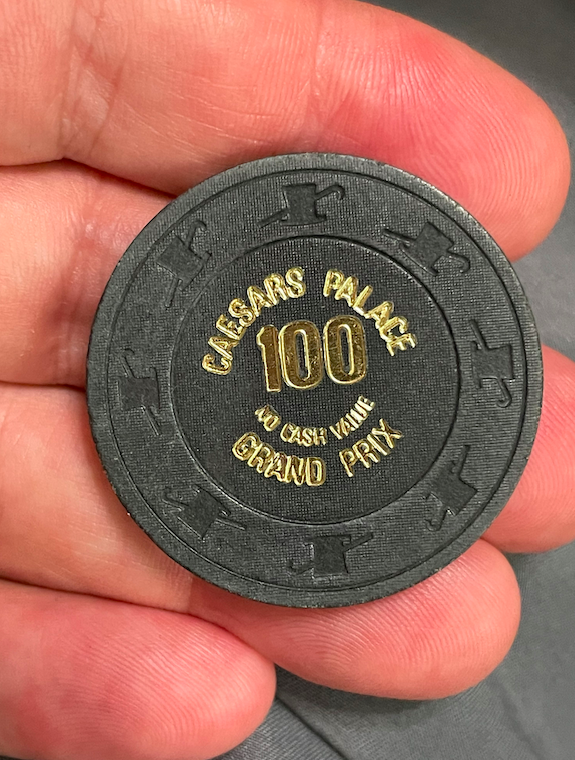 CAESARS PALACE
100
NO CASH VALUE
GRAND PRIX